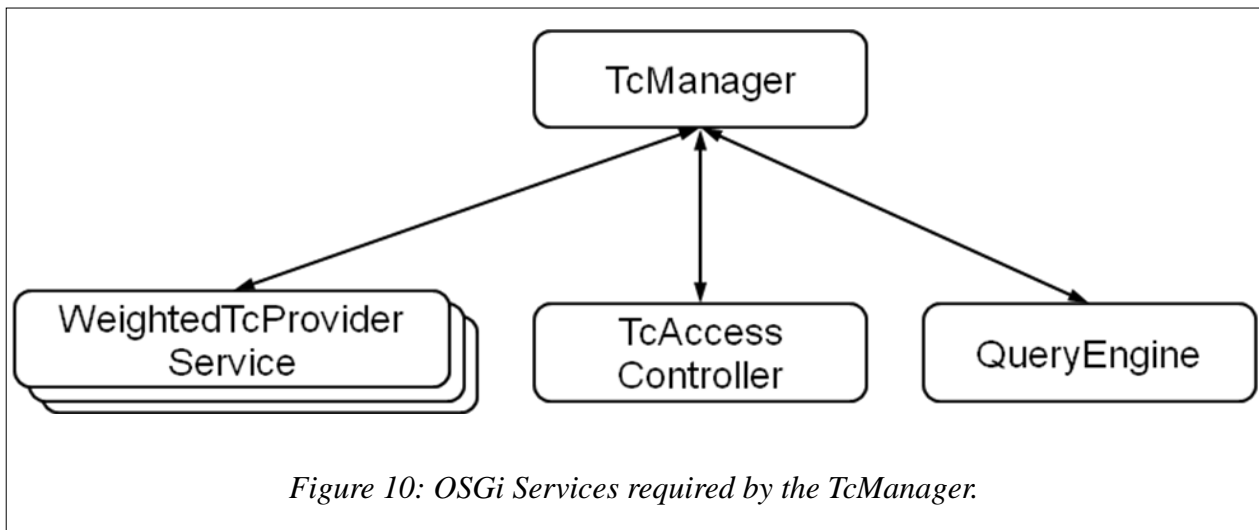 TcManager
WeightedTcProvider
Service
TcAccess
Controller
QueryEngine
Figure 10: OSGi Services required by the TcManager.